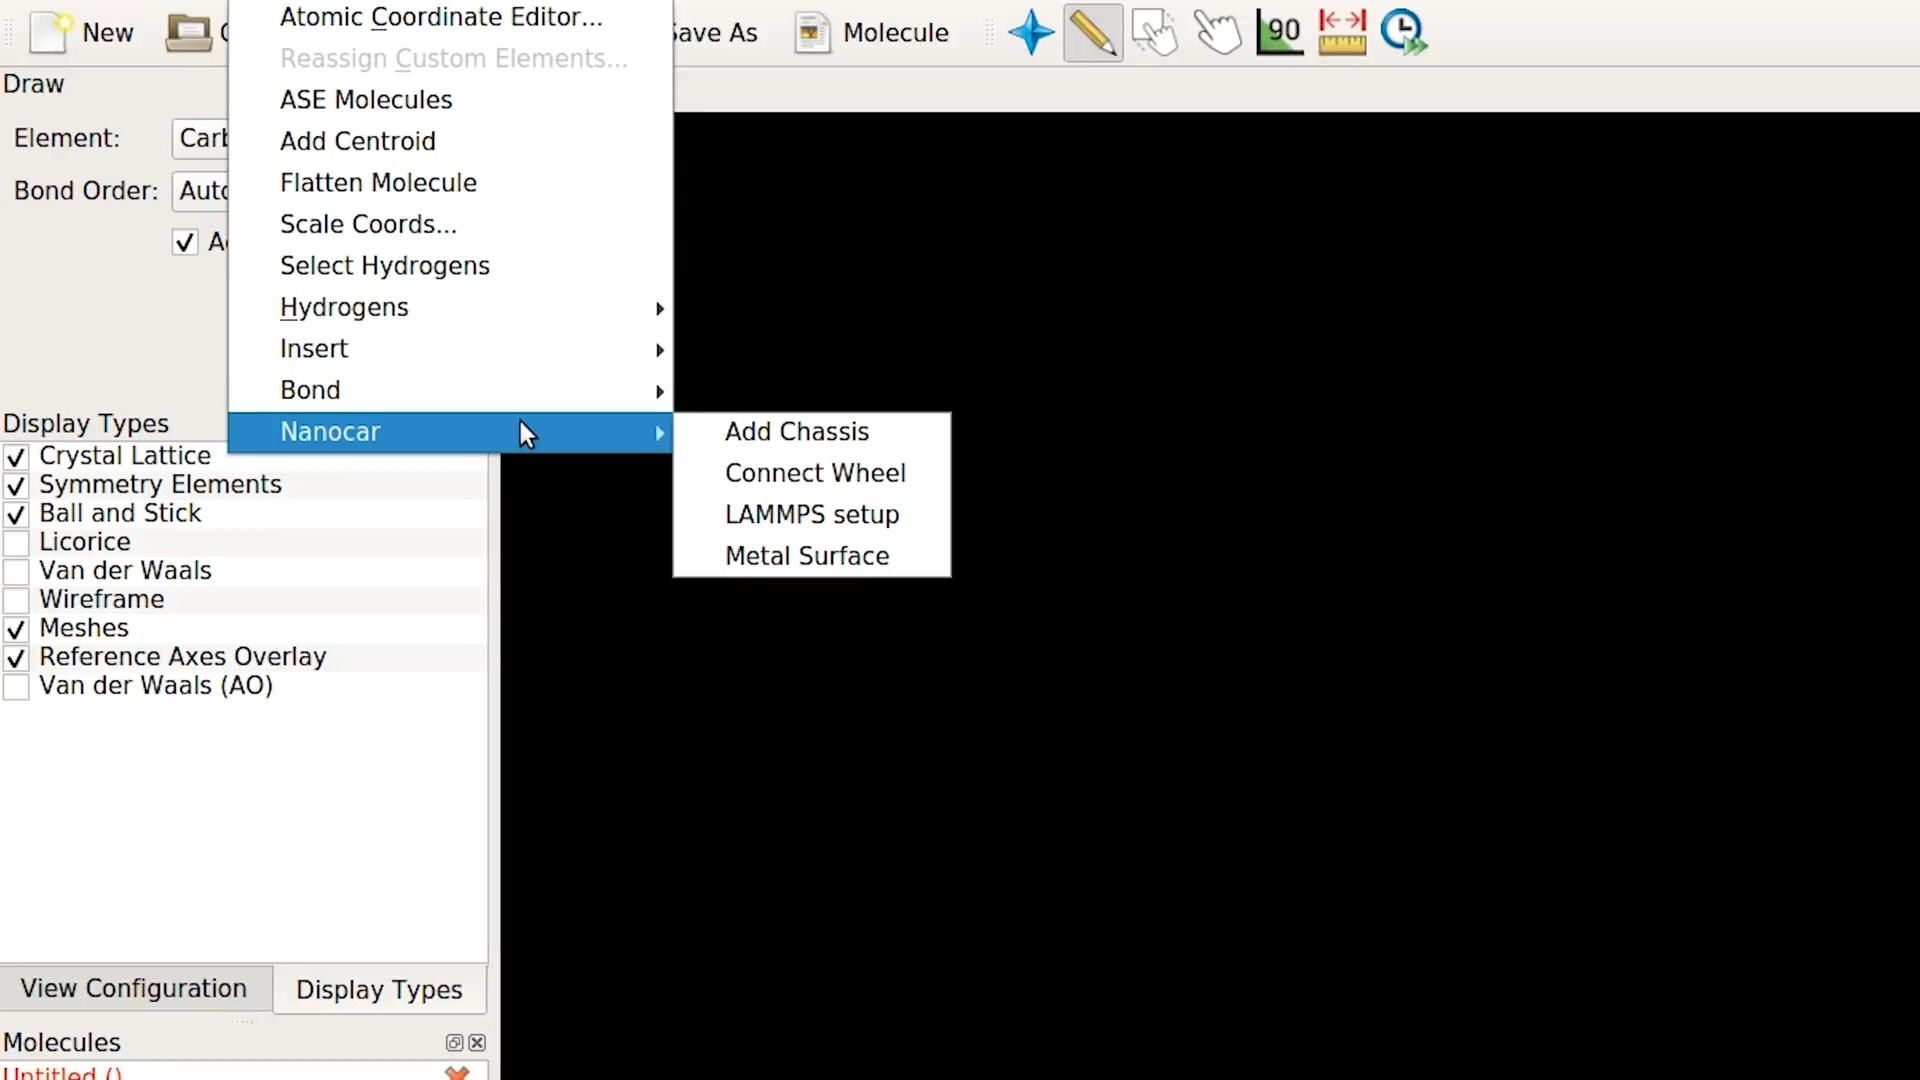 New
Save As
Molecule
90
Atomic Coordinate Editor...
Reassign Custom Elements...
ASE Molecules
Add Centroid
Flatten Molecule
Scale Coords...
Select Hydrogens
Hydrogens
Insert
Bond
Nanocar
Add Chassis
Connect Wheel
LAMMPS setup
Metal Surface
Draw
Element:
Carb
Bond Order:
Auto
Display Types
Crystal Lattice
Symmetry Elements
Ball and Stick
Licorice
Van der Waals
Wireframe
Meshes
Reference Axes Overlay
Van der Waals (AO)
View Configuration
Display Types
Molecules
Untitled ()